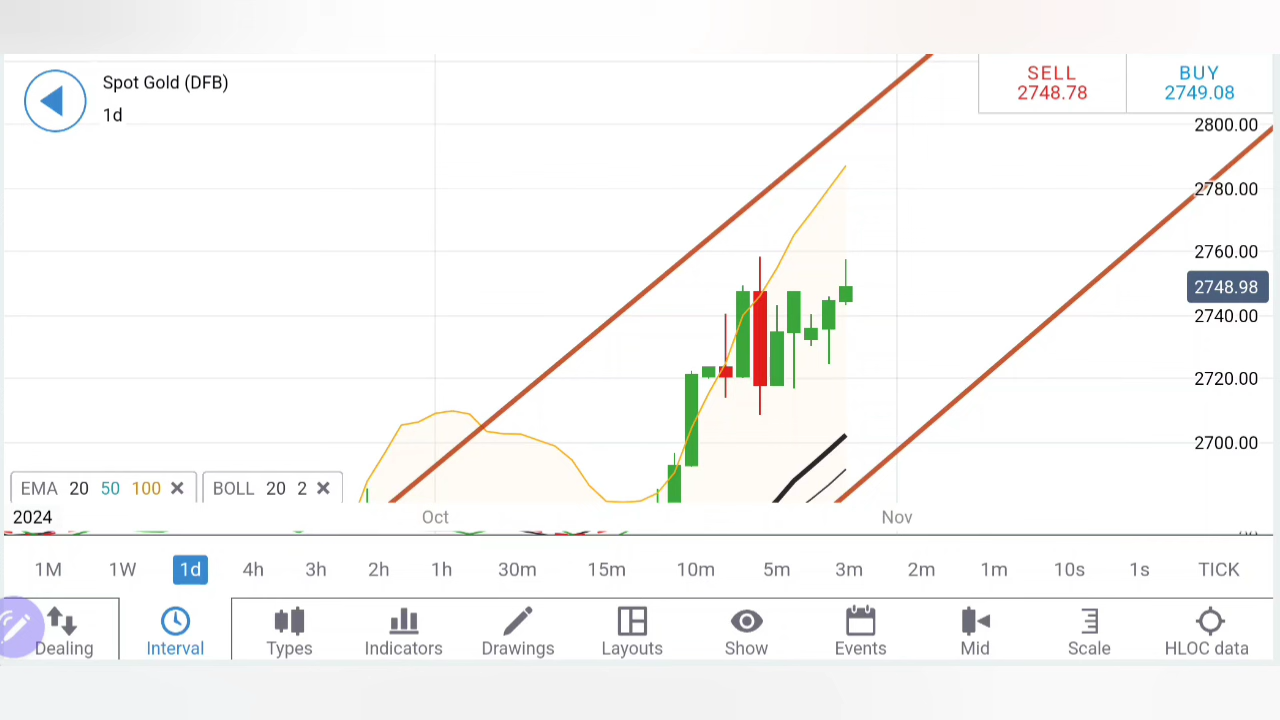 Spot Gold (DFB)
1d
SELL
2748.78
BUY
2749.08
2800.00
2780.00
2760.00
2748.98
2740.00
2720.00
2700.00
EMA 20 50 100
BOLL 20 2
2024
Oct
Nov
1M 1W 1d 4h 3h 2h 1h 30m 15m 10m 5m 3m 2m 1m 10s 1s TICK
Dealing Interval Types Indicators Drawings Layouts Show Events Mid Scale HLOC data